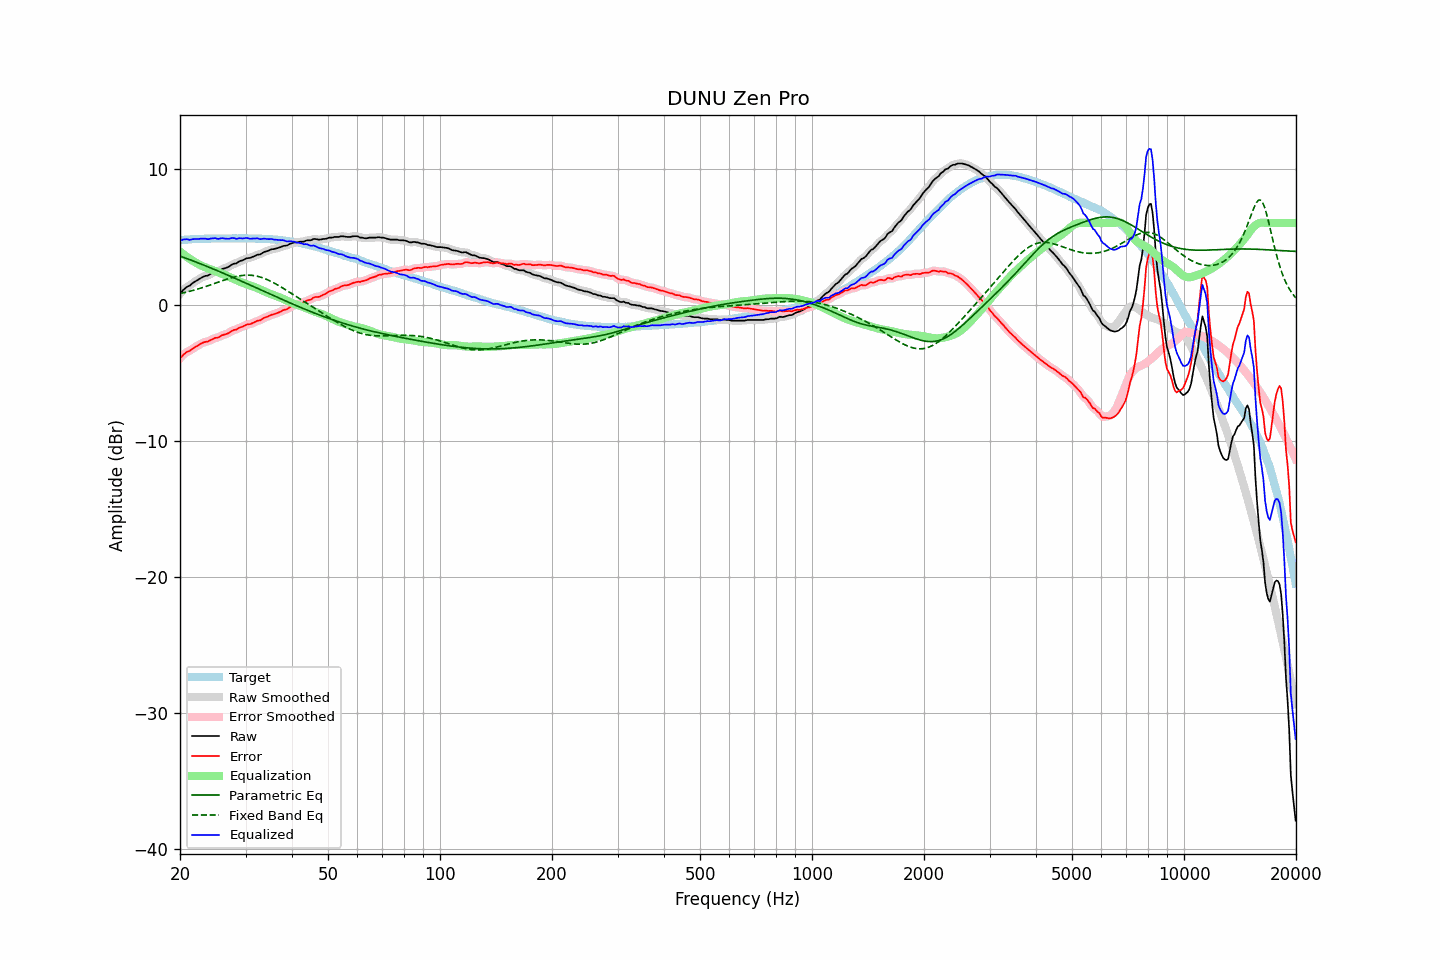 DUNU Zen Pro
Amplitude (dBr)
10
0
−10
−20
−30
−40
Target
Raw Smoothed
Error Smoothed
Raw
Error
Equalization
Parametric Eq
Fixed Band Eq
Equalized
20 50 100 200 500 1000 2000 5000 10000 20000
Frequency (Hz)